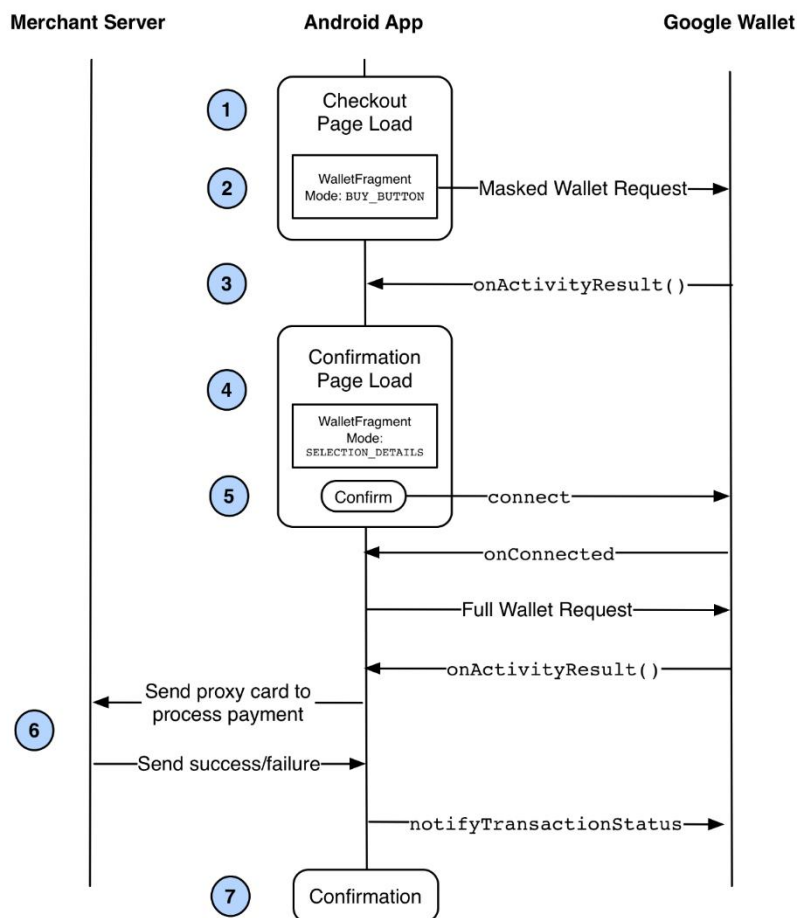 Merchant Server
Android App
Google Wallet
1
Checkout
Page Load
2
WalletFragment
Mode: BUY_BUTTON
Masked Wallet Request
3
onActivityResult()
4
Confirmation
Page Load
WalletFragment
Mode:
SELECTION_DETAILS
5
Confirm
connect
onConnected
Full Wallet Request
onActivityResult()
6
Send proxy card to
process payment
Send success/failure
notifyTransactionStatus
7
Confirmation